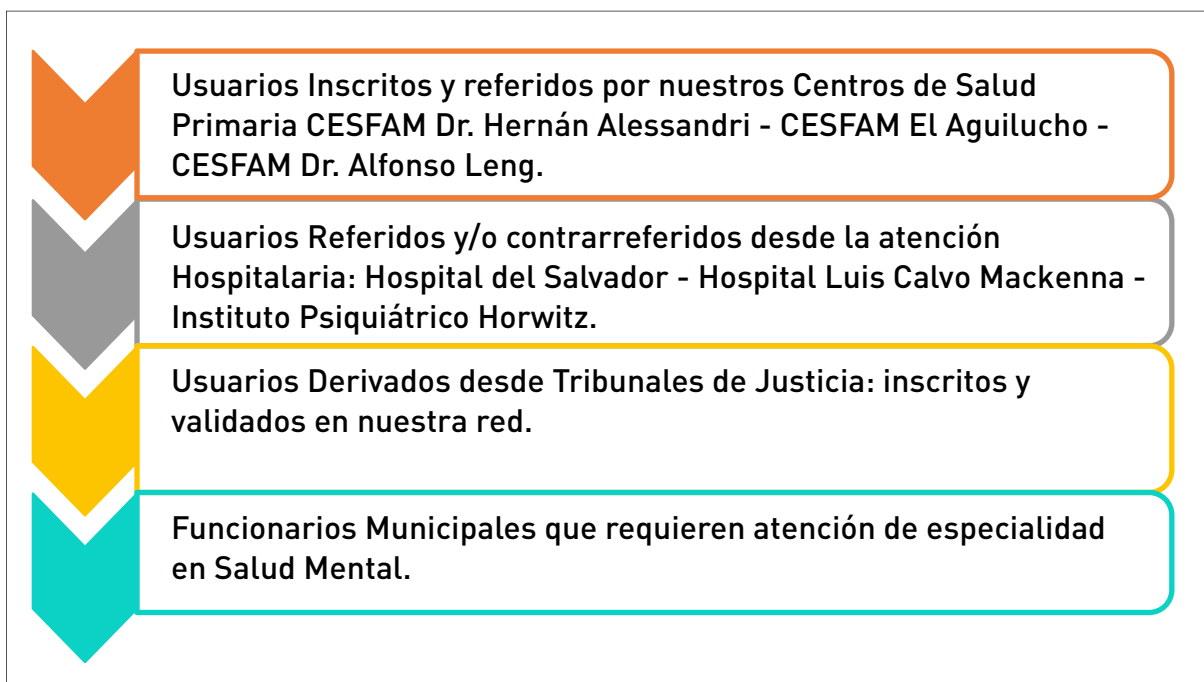 Usuarios Inscritos y referidos por nuestros Centros de Salud
Primaria CESFAM Dr. Hernán Alessandri - CESFAM El Aguilucho -
CESFAM Dr. Alfonso Leng.
Usuarios Referidos y/o contrarreferidos desde la atención
Hospitalaria: Hospital del Salvador - Hospital Luis Calvo Mackenna -
Instituto Psiquiátrico Horwitz.
Usuarios Derivados desde Tribunales de Justicia: inscritos y
validados en nuestra red.
Funcionarios Municipales que requieren atención de especialidad
en Salud Mental.